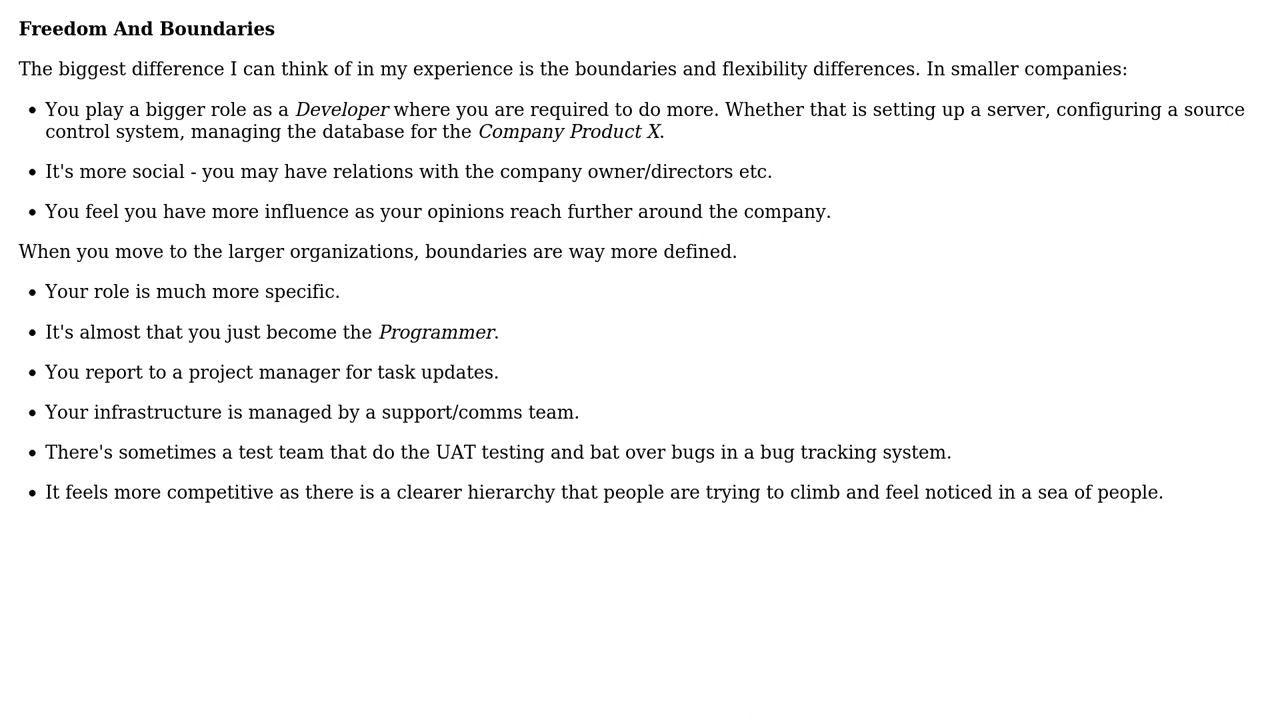 Freedom And Boundaries
The biggest difference I can think of in my experience is the boundaries and flexibility differences. In smaller companies:
• You play a bigger role as a Developer where you are required to do more. Whether that is setting up a server, configuring a source
control system, managing the database for the Company Product X.
• It's more social - you may have relations with the company owner/directors etc.
• You feel you have more influence as your opinions reach further around the company.
When you move to the larger organizations, boundaries are way more defined.
• Your role is much more specific.
• It's almost that you just become the Programmer.
• You report to a project manager for task updates.
• Your infrastructure is managed by a support/comms team.
• There's sometimes a test team that do the UAT testing and bat over bugs in a bug tracking system.
• It feels more competitive as there is a clearer hierarchy that people are trying to climb and feel noticed in a sea of people.